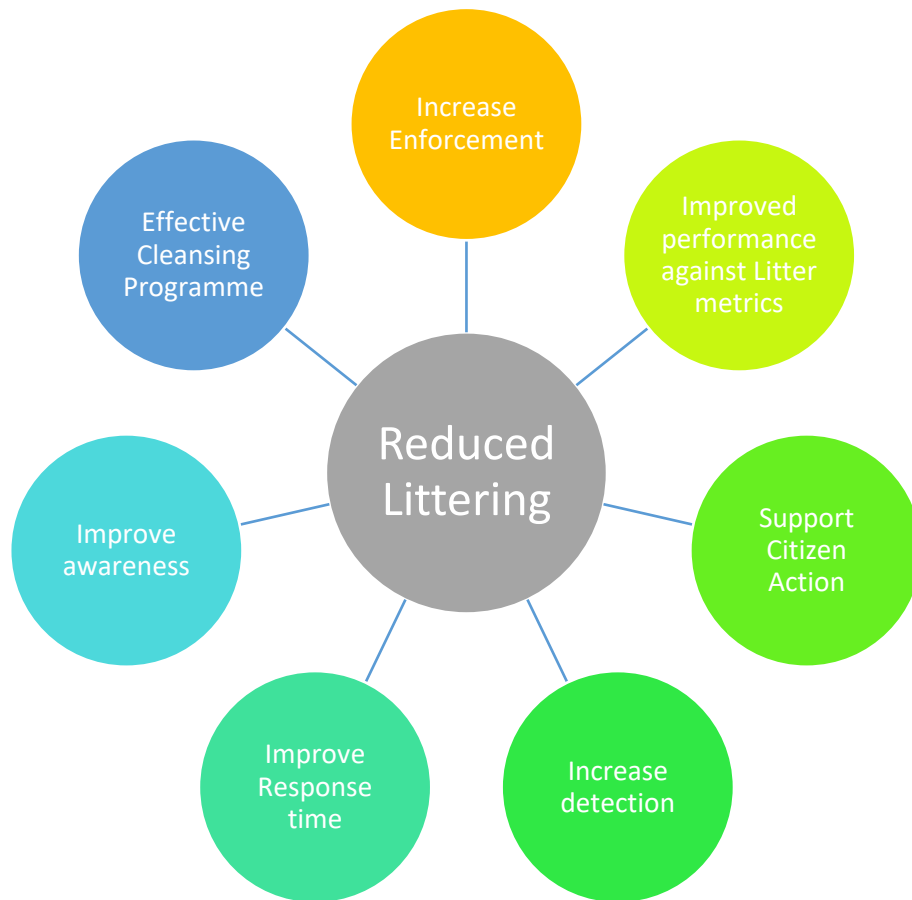 Increase
Enforcement
Improved
performance
against Litter
metrics
Support
Citizen
Action
Increase
detection
Improve
Response
time
Improve
awareness
Effective
Cleansing
Programme
Reduced
Littering